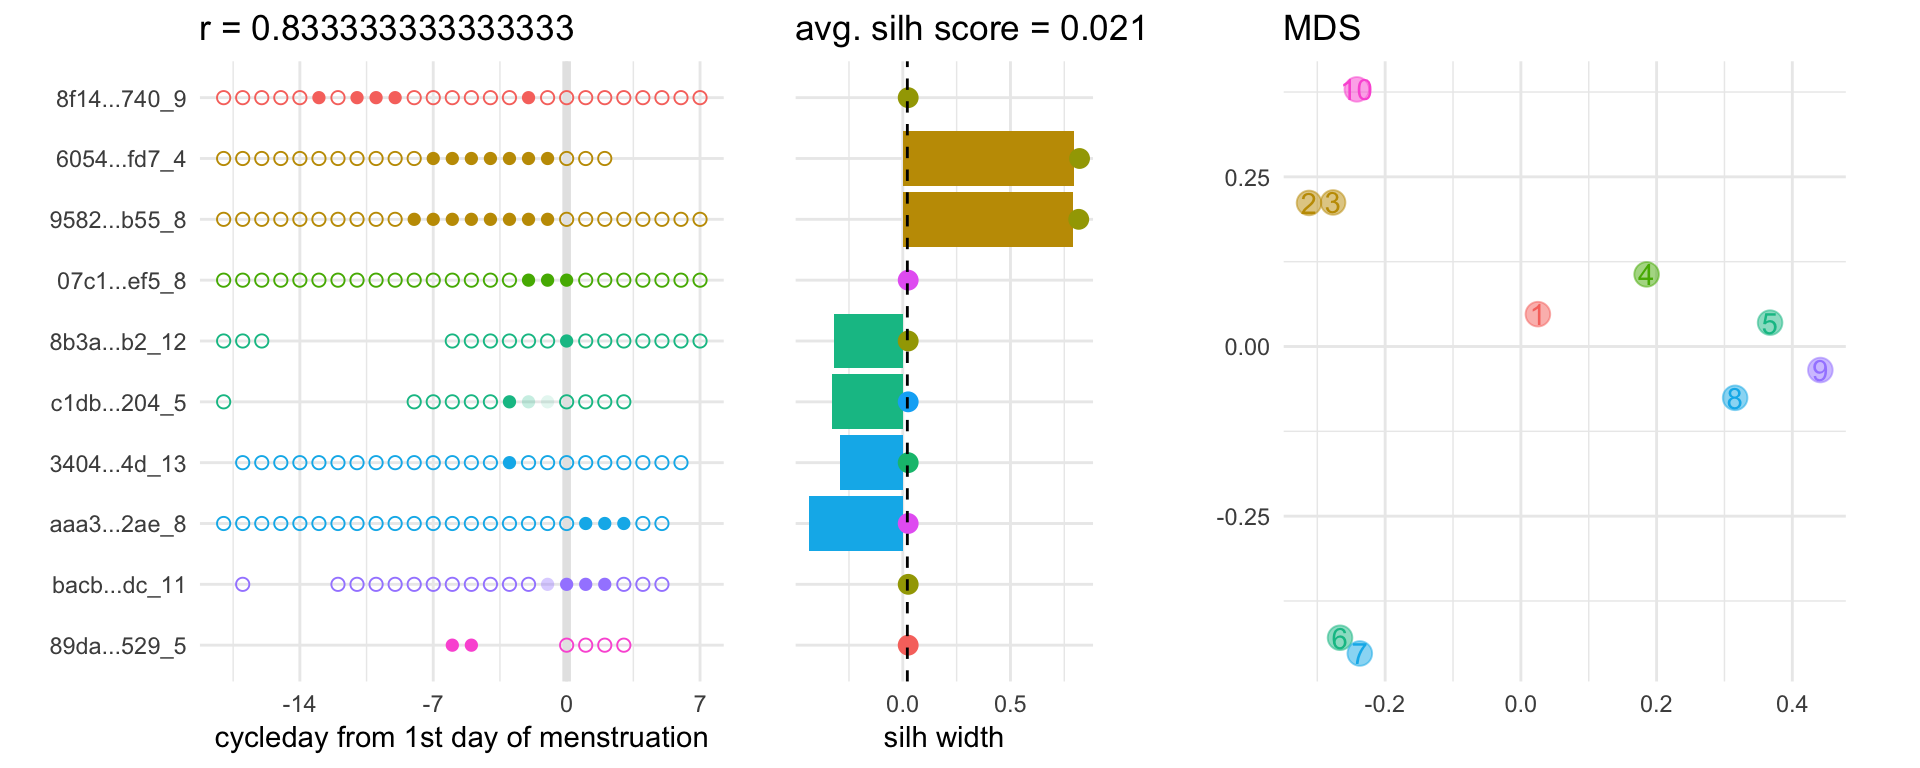 r = 0.833333333333333
avg. silh score = 0.021
MDS
8f14...740_9
6054...fd7_4
9582...b55_8
07c1...ef5_8
8b3a...b2_12
c1db...204_5
3404...4d_13
aaa3...2ae_8
bacb...dc_11
89da...529_5
-14
-7
0
7
cycleday from 1st day of menstruation
0.0
0.5
silh width
0.25
0.00
-0.25
10
2
3
4
1
5
9
8
6
7
-0.2
0.0
0.2
0.4